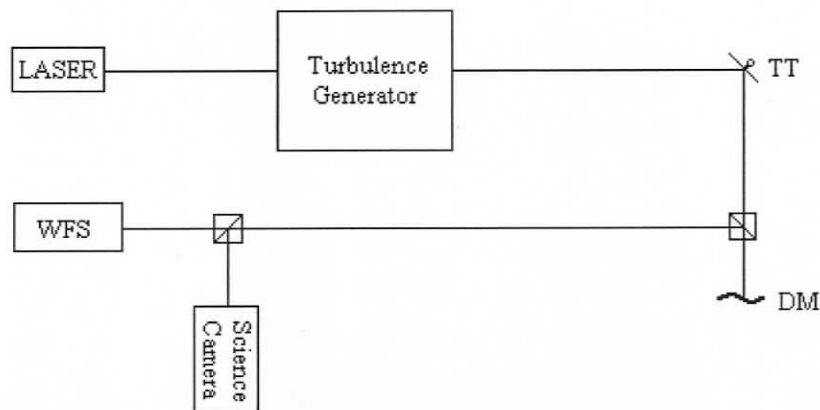 LASER
Turbulence
Generator
TT
WFS
DM
Science
Camera